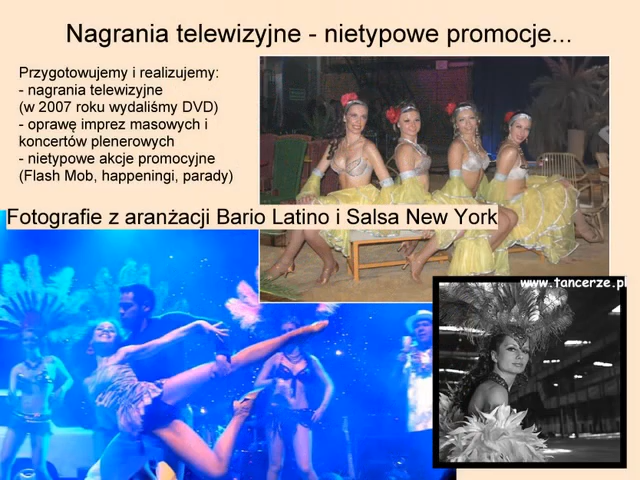 Nagrania telewizyjne - nietypowe promocje...
Przygotowujemy i realizujemy:
- nagrania telewizyjne
(w 2007 roku wydaliśmy DVD)
- oprawę imprez masowych i
koncertów plenerowych
- nietypowe akcje promocyjne
(Flash Mob, happeningi, parady)
Fotografie z aranżacji Bario Latino i Salsa New York
www.tancerze.pl